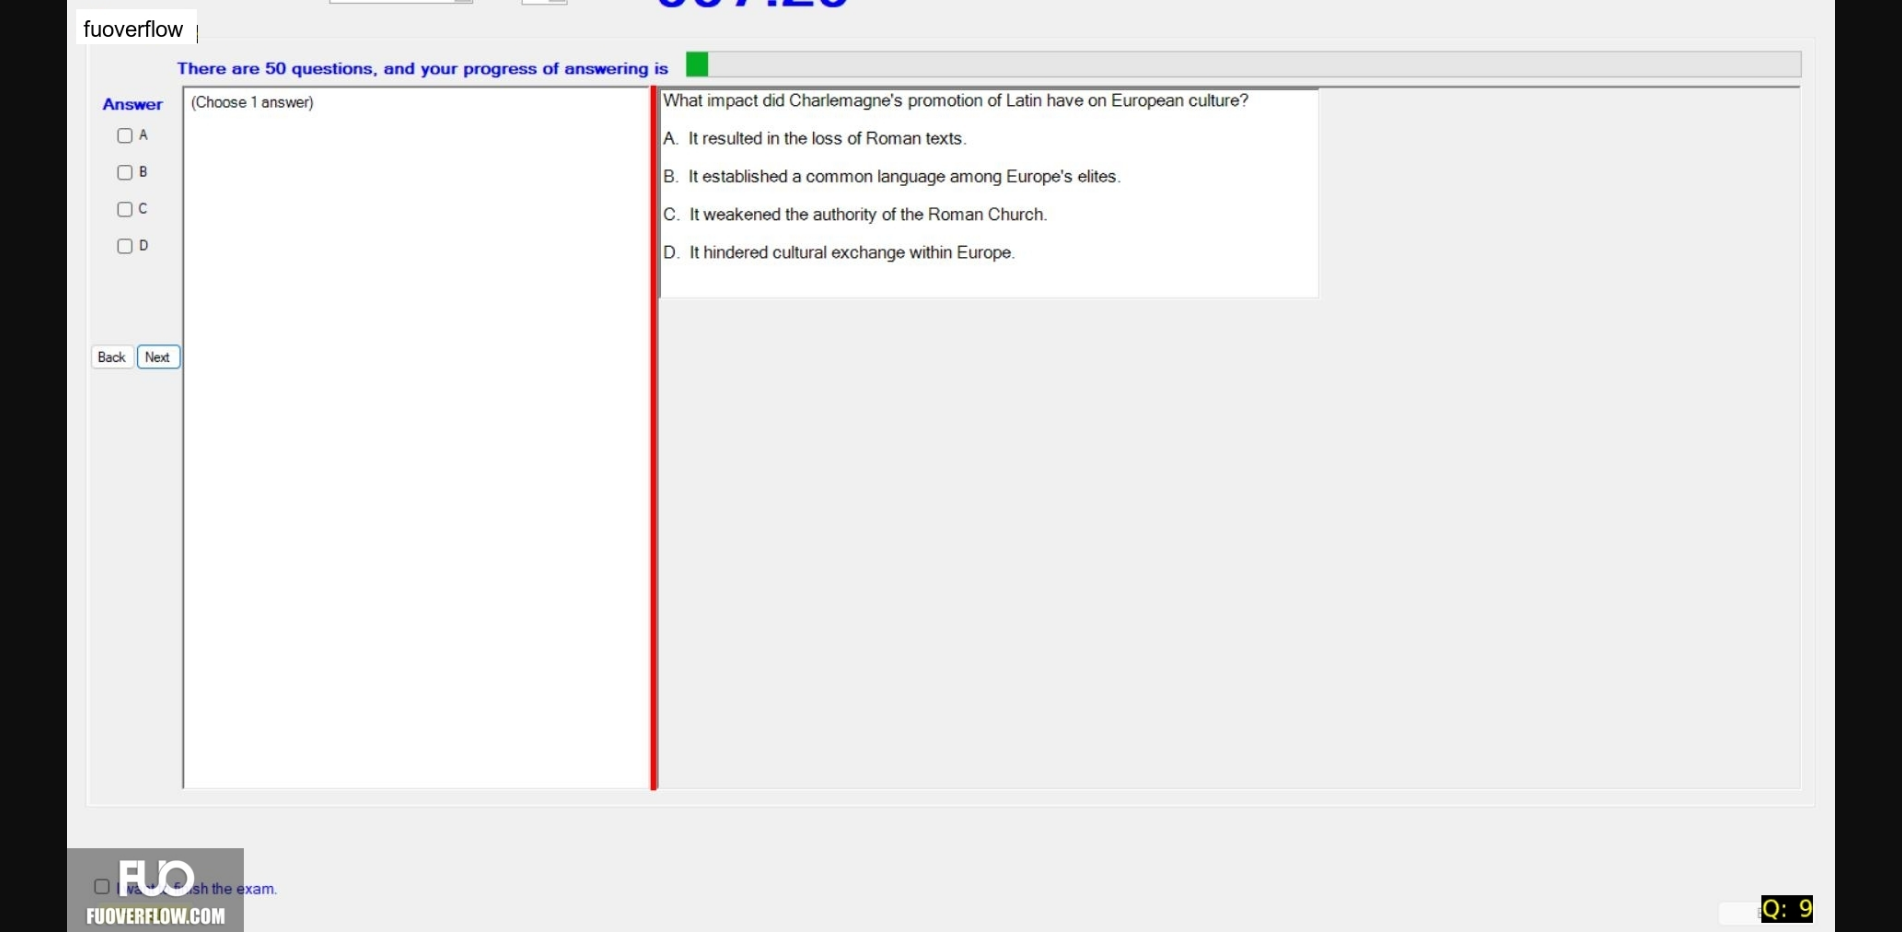 fuoverflow
There are 50 questions, and your progress of answering is
Answer
(Choose 1 answer)
A
B
C
D
Back Next
What impact did Charlemagne's promotion of Latin have on European culture?
A. It resulted in the loss of Roman texts.
B. It established a common language among Europe's elites.
C. It weakened the authority of the Roman Church.
D. It hindered cultural exchange within Europe.
FUO
FUOVERFLOW.COM
the exam.
Q: 9